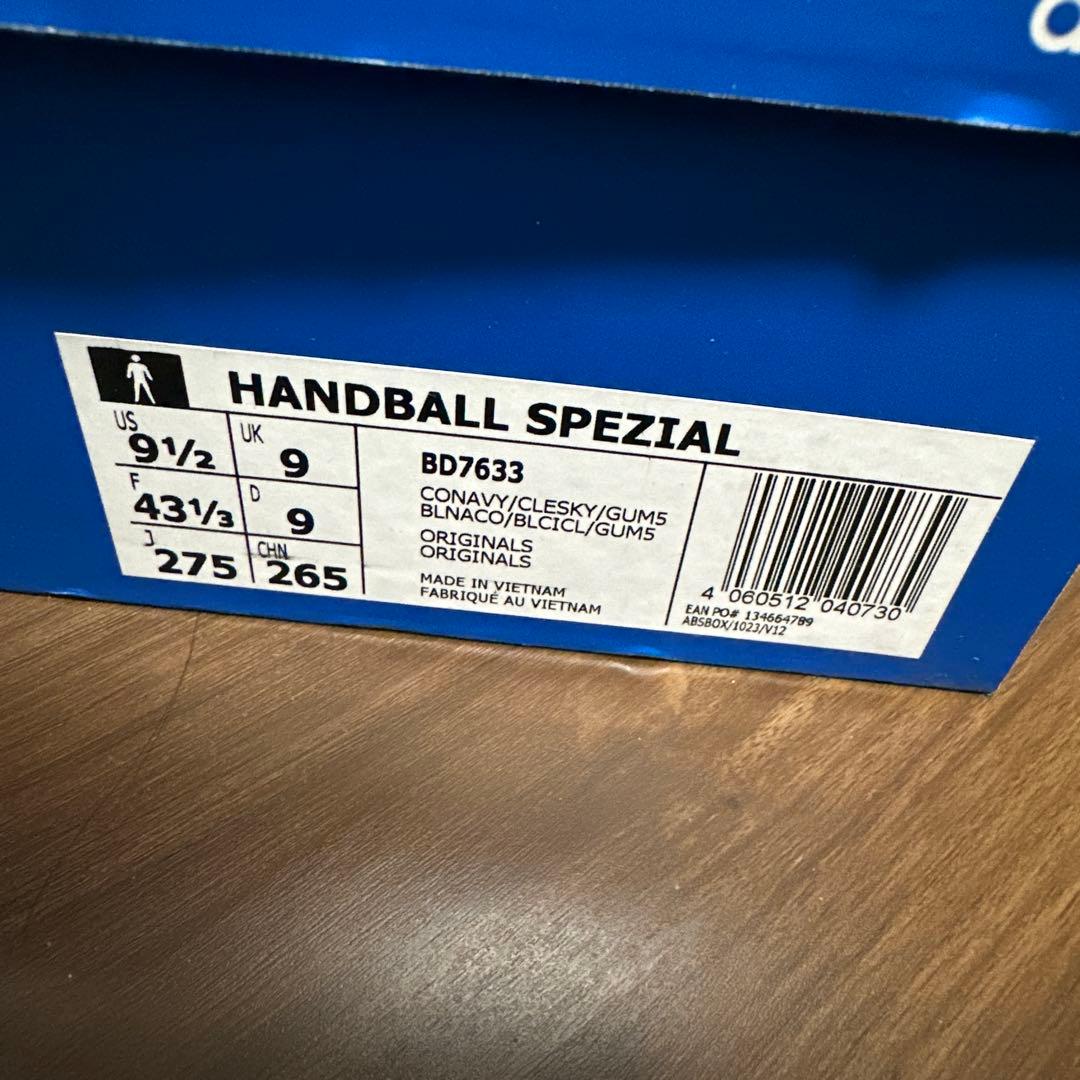 HANDBALL SPEZIAL
US 9½ UK 9
F 43⅓ D 9
J 275 CHN 265
BD7633
CONAVY/CLESKY/GUM5
BLNACO/BLCICL/GUM5
ORIGINALS
ORIGINALS
MADE IN VIETNAM
FABRIQUÉ AU VIETNAM
4 060512 040730
EAN PO# 134664789
ABSBOX/1023/V12